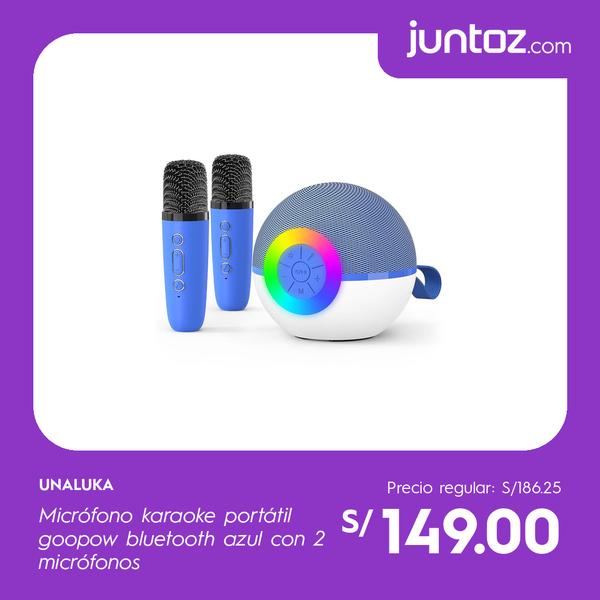 juntoz.com
M
UNALUKA
Micrófono karaoke portátil
goopow bluetooth azul con 2
micrófonos
Precio regular: S/186.25
S/149.00